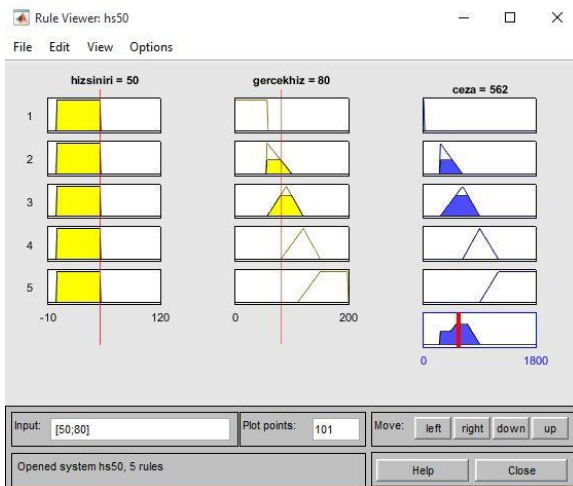 Rule Viewer: hs50
File Edit View Options
hizsiniri = 50 gercekhiz = 80 ceza = 562
1
2
3
4
5
-10 120 0 200
0 1800
Input: [50;80] Plot points: 101 Move: left right down up
Opened system hs50, 5 rules Help Close